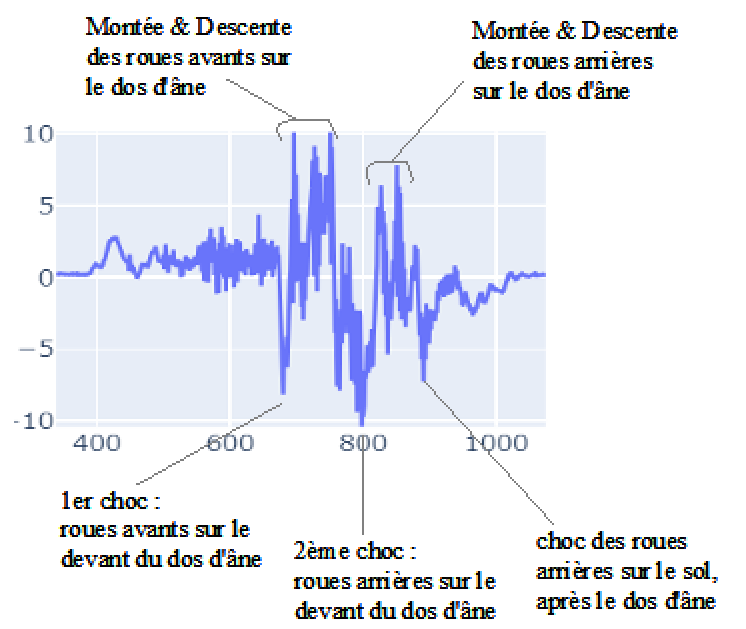 Montée & Descente
des roues avants sur
le dos d'âne
Montée & Descente
des roues arrières
sur le dos d'âne
10
5
0
−5
-10
400
600
800
1000
1er choc :
roues avants sur le
devant du dos d'âne
2ème choc :
roues arrières sur le
devant du dos d'âne
choc des roues
arrières sur le sol,
après le dos d'âne